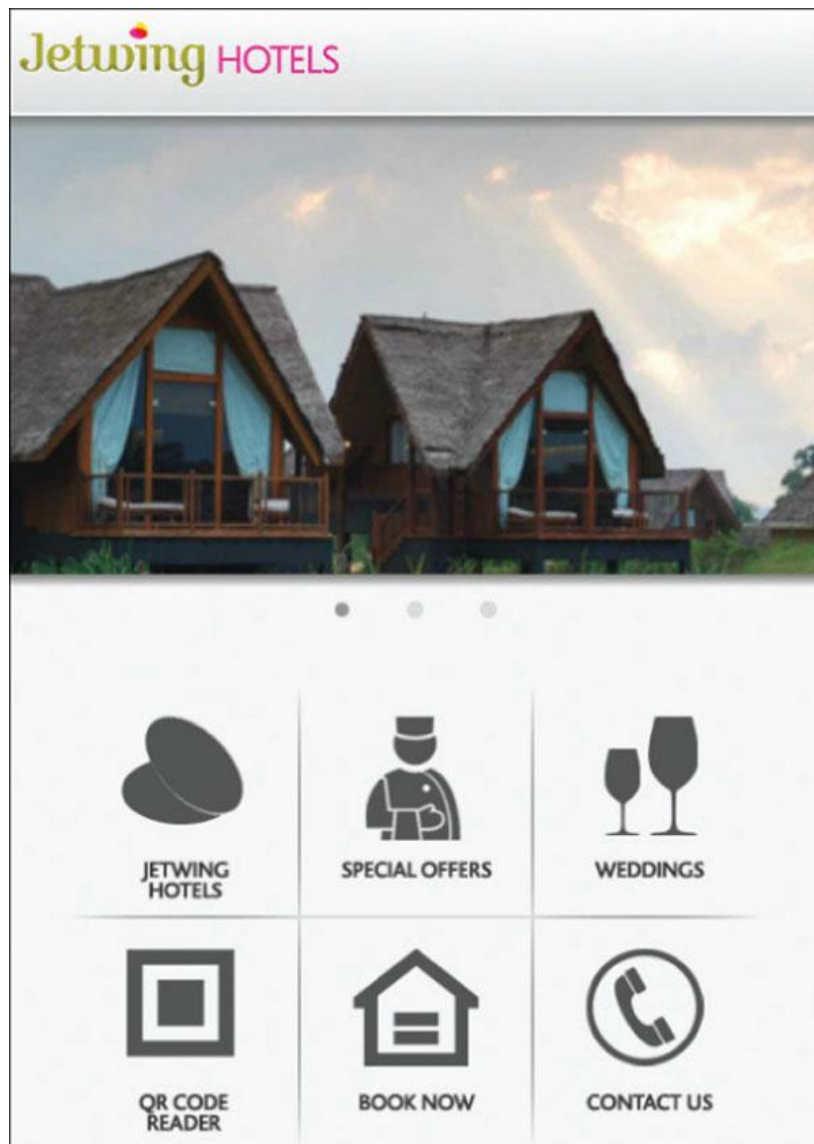 Jetwing HOTELS
JETWING
HOTELS
SPECIAL OFFERS
WEDDINGS
QR CODE
READER
BOOK NOW
CONTACT US